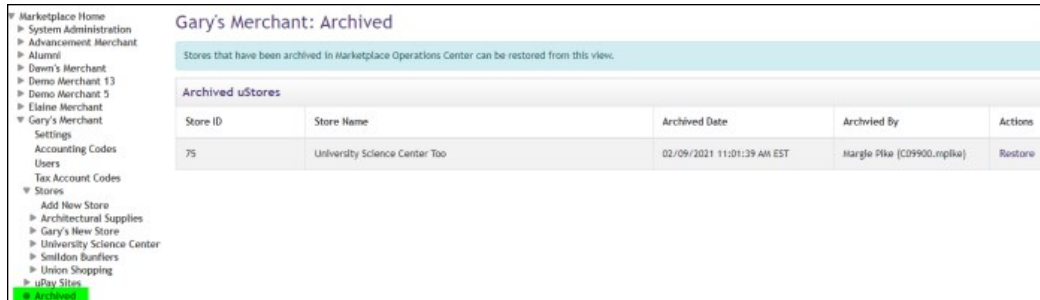 Marketplace Home
System Administration
Advancement Merchant
Alumni
Dawn's Merchant
Demo Merchant 13
Demo Merchant 5
Elaine Merchant
Gary's Merchant
Settings
Accounting Codes
Users
Tax Account Codes
Stores
Add New Store
Architectural Supplies
Gary's New Store
University Science Center
Smildon Bunfiers
Union Shopping
uPay Sites
Archived
Gary's Merchant: Archived
Stores that have been archived in Marketplace Operations Center can be restored from this view.
Archived uStores
Store ID Store Name Archived Date Archvied By Actions
75 University Science Center Too 02/09/2021 11:01:39 AM EST Margie Pike (C09900.mpike) Restore